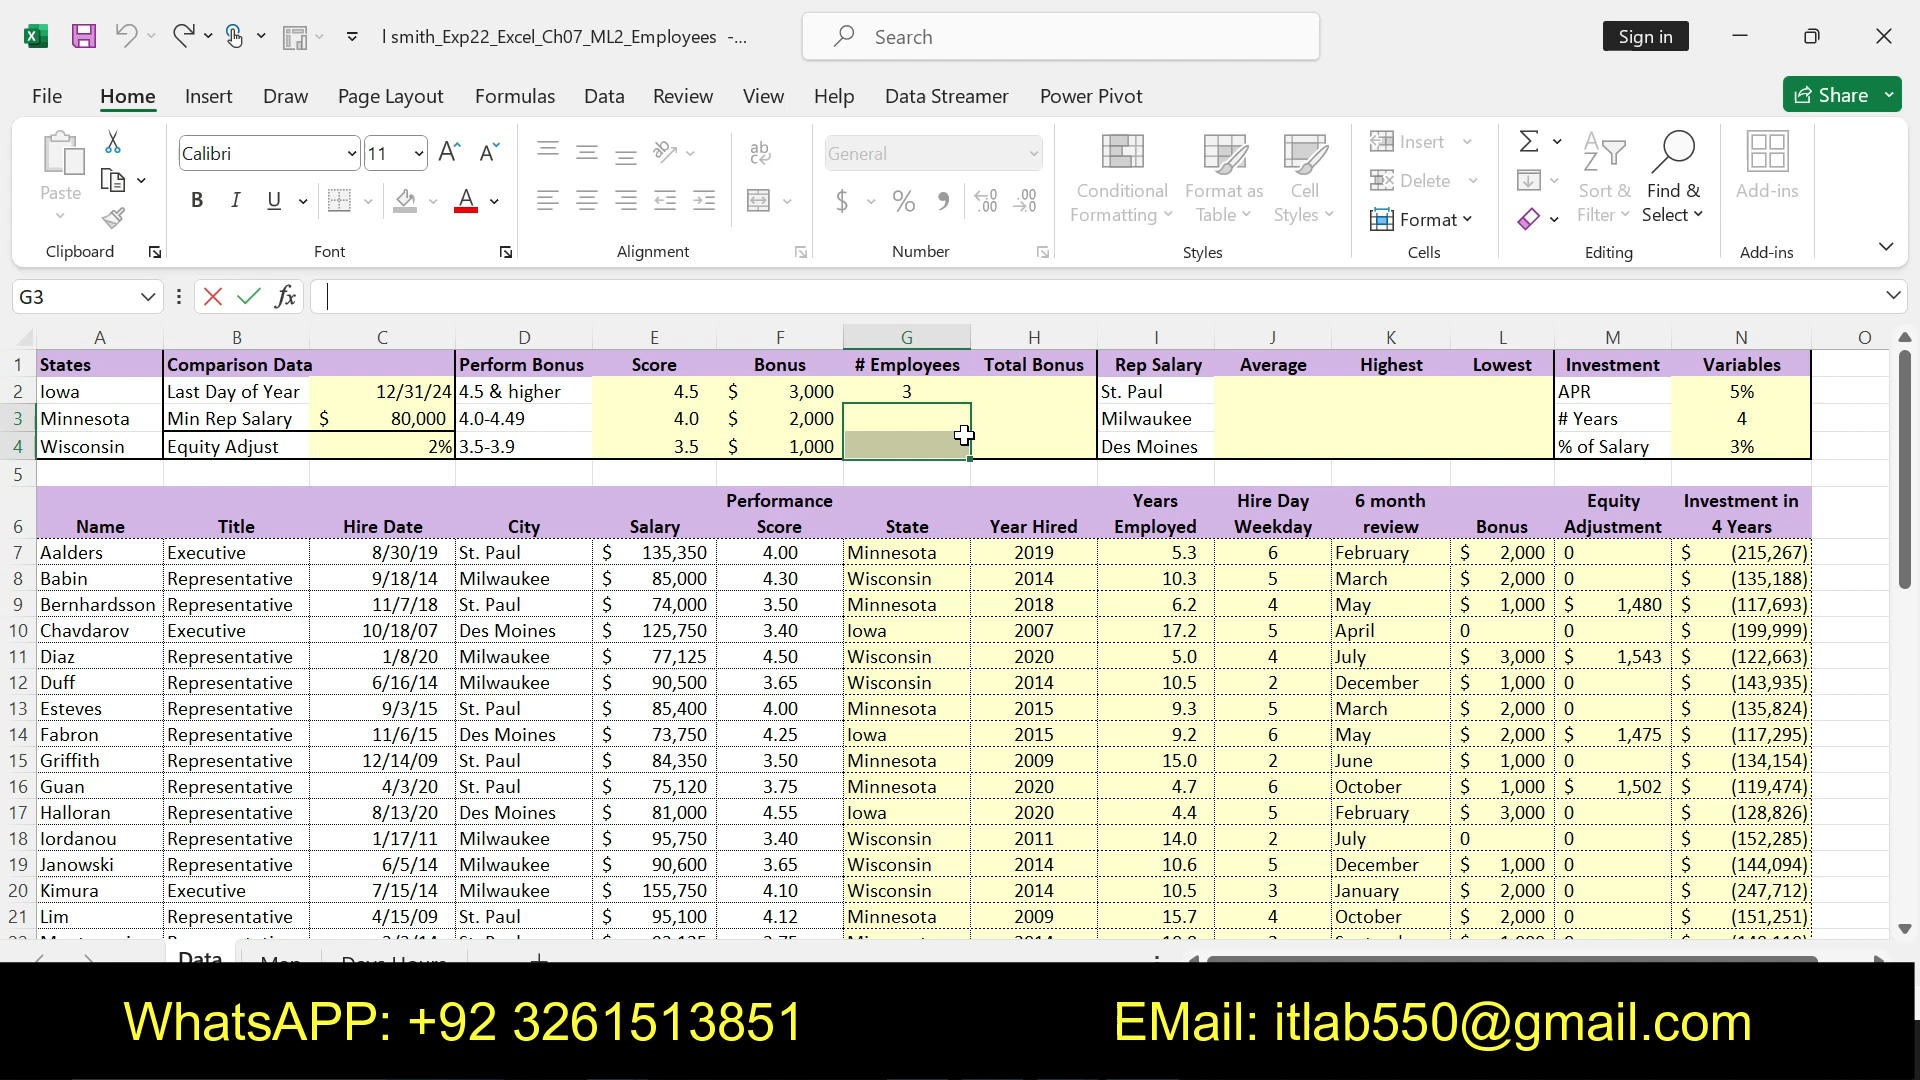 l smith_Exp22_Excel_Ch07_ML2_Employees -... Search Sign in
File Home Insert Draw Page Layout Formulas Data Review View Help Data Streamer Power Pivot Share
Paste Calibri 11 General Conditional Formatting Format as Table Cell Styles Insert Delete Format Sort & Filter Find & Select Add-ins
Clipboard Font Alignment Number Styles Cells Editing Add-ins
G3 fx
A B C D E F G H I J K L M N O
1 States Comparison Data Perform Bonus Score Bonus # Employees Total Bonus Rep Salary Average Highest Lowest Investment Variables
2 Iowa Last Day of Year 12/31/24 4.5 & higher 4.5 $ 3,000 3 St. Paul APR 5%
3 Minnesota Min Rep Salary $ 80,000 4.0-4.49 4.0 $ 2,000 Milwaukee # Years 4
4 Wisconsin Equity Adjust 2% 3.5-3.9 3.5 $ 1,000 Des Moines % of Salary 3%
5
Performance Years Hire Day 6 month Equity Investment in
6 Name Title Hire Date City Salary Score State Year Hired Employed Weekday review Bonus Adjustment 4 Years
7 Aalders Executive 8/30/19 St. Paul $ 135,350 4.00 Minnesota 2019 5.3 6 February $ 2,000 0 $ (215,267)
8 Babin Representative 9/18/14 Milwaukee $ 85,000 4.30 Wisconsin 2014 10.3 5 March $ 2,000 0 $ (135,188)
9 Bernhardsson Representative 11/7/18 St. Paul $ 74,000 3.50 Minnesota 2018 6.2 4 May $ 1,000 $ 1,480 $ (117,693)
10 Chavdarov Executive 10/18/07 Des Moines $ 125,750 3.40 Iowa 2007 17.2 5 April 0 0 $ (199,999)
11 Diaz Representative 1/8/20 Milwaukee $ 77,125 4.50 Wisconsin 2020 5.0 4 July $ 3,000 $ 1,543 $ (122,663)
12 Duff Representative 6/16/14 Milwaukee $ 90,500 3.65 Wisconsin 2014 10.5 2 December $ 1,000 0 $ (143,935)
13 Esteves Representative 9/3/15 St. Paul $ 85,400 4.00 Minnesota 2015 9.3 5 March $ 2,000 0 $ (135,824)
14 Fabron Representative 11/6/15 Des Moines $ 73,750 4.25 Iowa 2015 9.2 6 May $ 2,000 $ 1,475 $ (117,295)
15 Griffith Representative 12/14/09 St. Paul $ 84,350 3.50 Minnesota 2009 15.0 2 June $ 1,000 0 $ (134,154)
16 Guan Representative 4/3/20 St. Paul $ 75,120 3.75 Minnesota 2020 4.7 6 October $ 1,000 $ 1,502 $ (119,474)
17 Halloran Representative 8/13/20 Des Moines $ 81,000 4.55 Iowa 2020 4.4 5 February $ 3,000 0 $ (128,826)
18 Iordanou Representative 1/17/11 Milwaukee $ 95,750 3.40 Wisconsin 2011 14.0 2 July 0 0 $ (152,285)
19 Janowski Representative 6/5/14 Milwaukee $ 90,600 3.65 Wisconsin 2014 10.6 5 December $ 1,000 0 $ (144,094)
20 Kimura Executive 7/15/14 Milwaukee $ 155,750 4.10 Wisconsin 2014 10.5 3 January $ 2,000 0 $ (247,712)
21 Lim Representative 4/15/09 St. Paul $ 95,100 4.12 Minnesota 2009 15.7 4 October $ 2,000 0 $ (151,251)
Data
WhatsAPP: +92 3261513851 EMail: itlab550@gmail.com